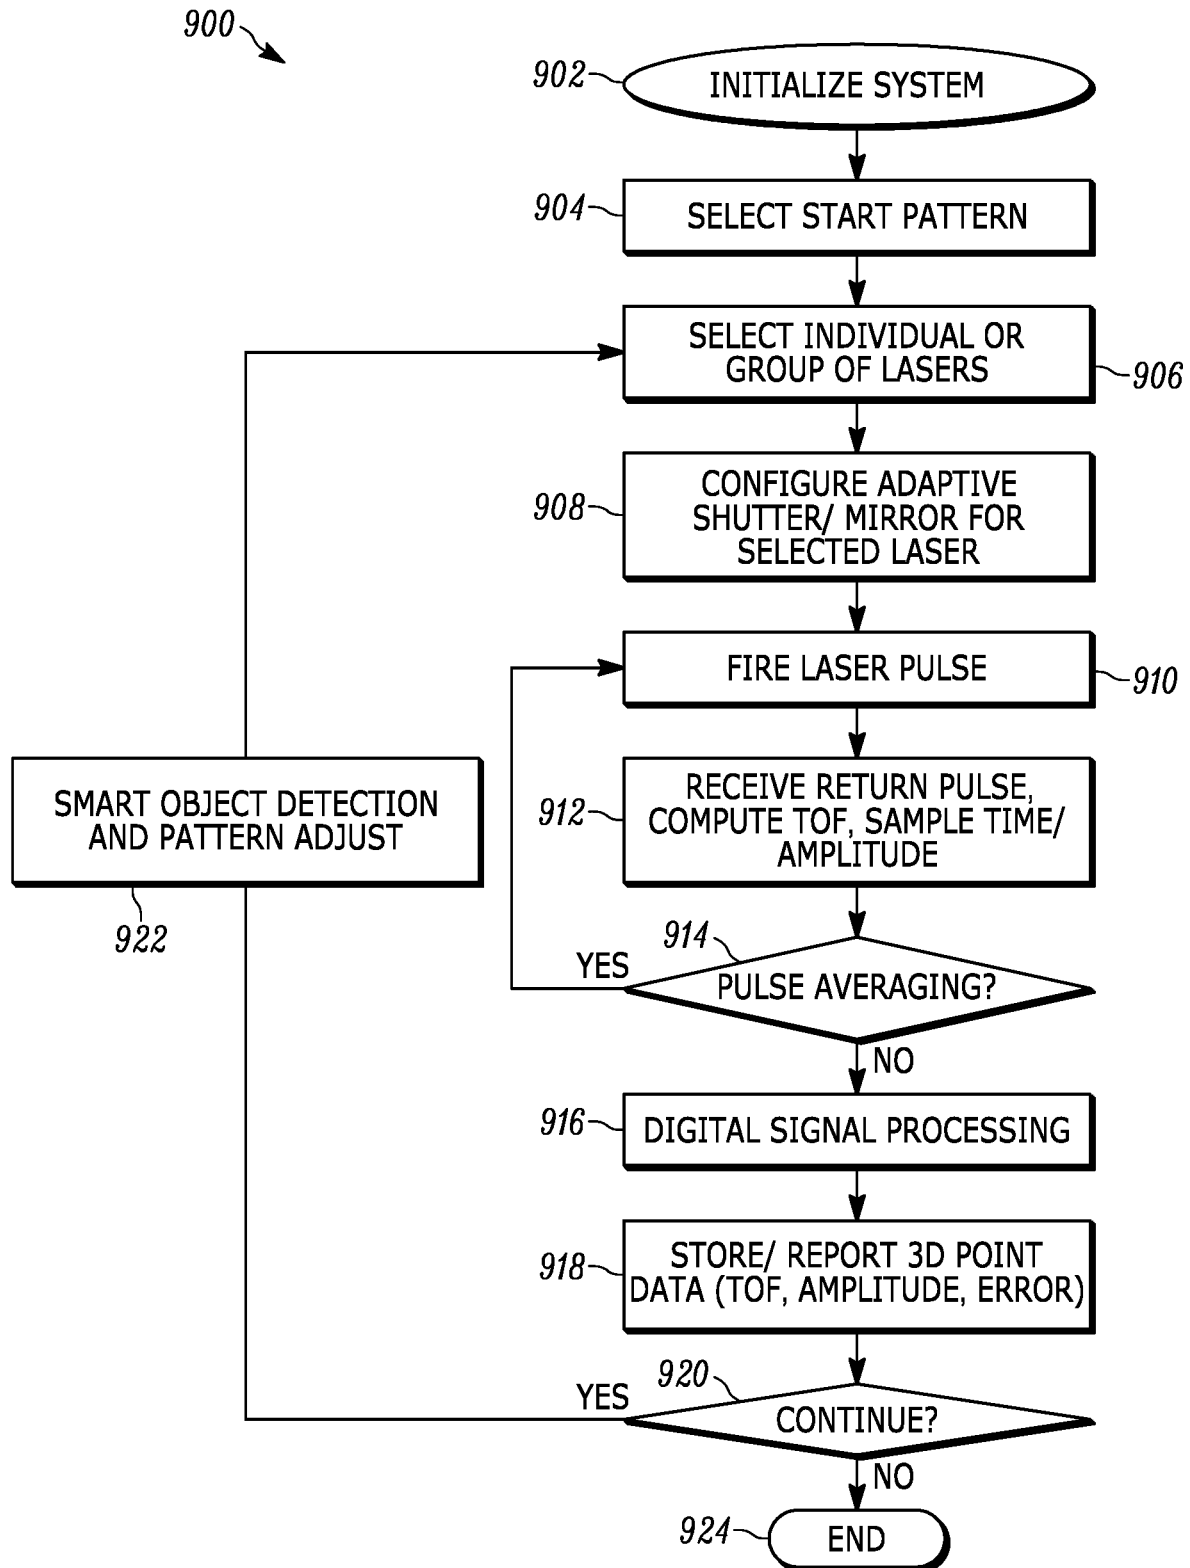 900
902
INITIALIZE SYSTEM
904
SELECT START PATTERN
SELECT INDIVIDUAL OR
GROUP OF LASERS
906
908
CONFIGURE ADAPTIVE
SHUTTER/ MIRROR FOR
SELECTED LASER
FIRE LASER PULSE
910
SMART OBJECT DETECTION
AND PATTERN ADJUST
922
912
RECEIVE RETURN PULSE,
COMPUTE TOF, SAMPLE TIME/
AMPLITUDE
914
YES
PULSE AVERAGING?
NO
916
DIGITAL SIGNAL PROCESSING
918
STORE/ REPORT 3D POINT
DATA (TOF, AMPLITUDE, ERROR)
920
YES
CONTINUE?
NO
924
END